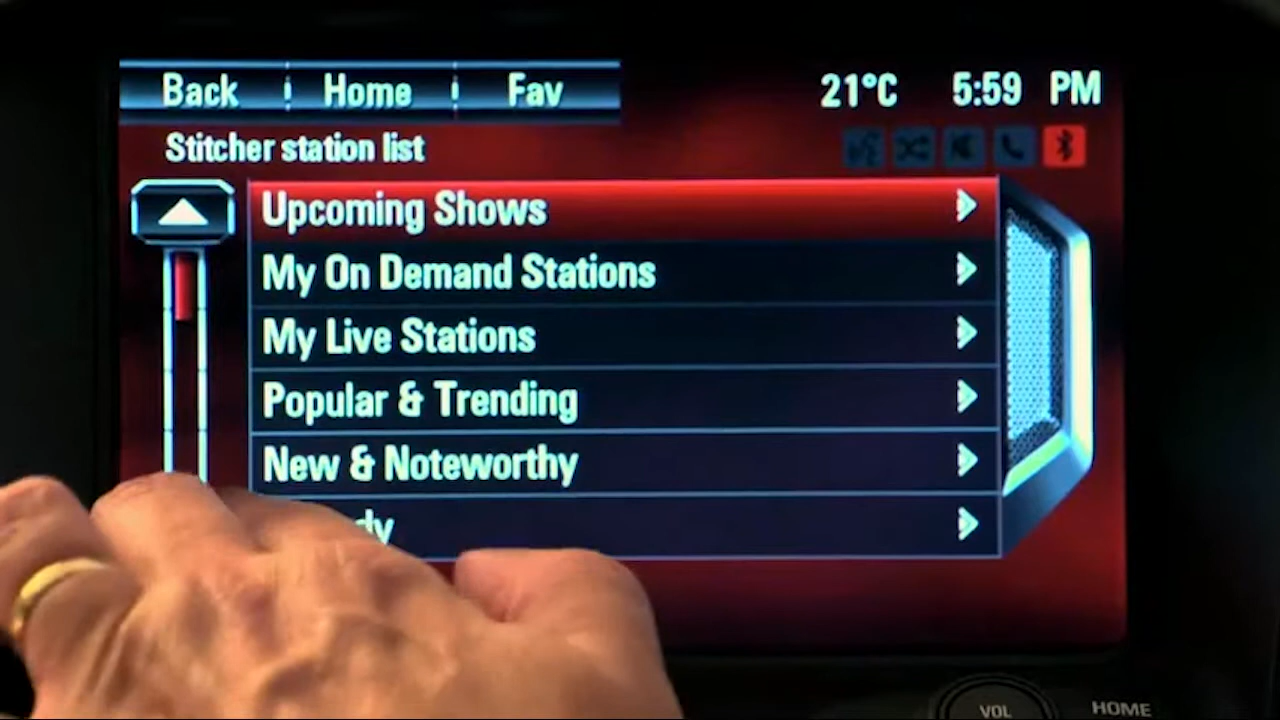 Back Home Fav 21°C 5:59 PM
Stitcher station list
Upcoming Shows
My On Demand Stations
My Live Stations
Popular & Trending
New & Noteworthy
VOL HOME